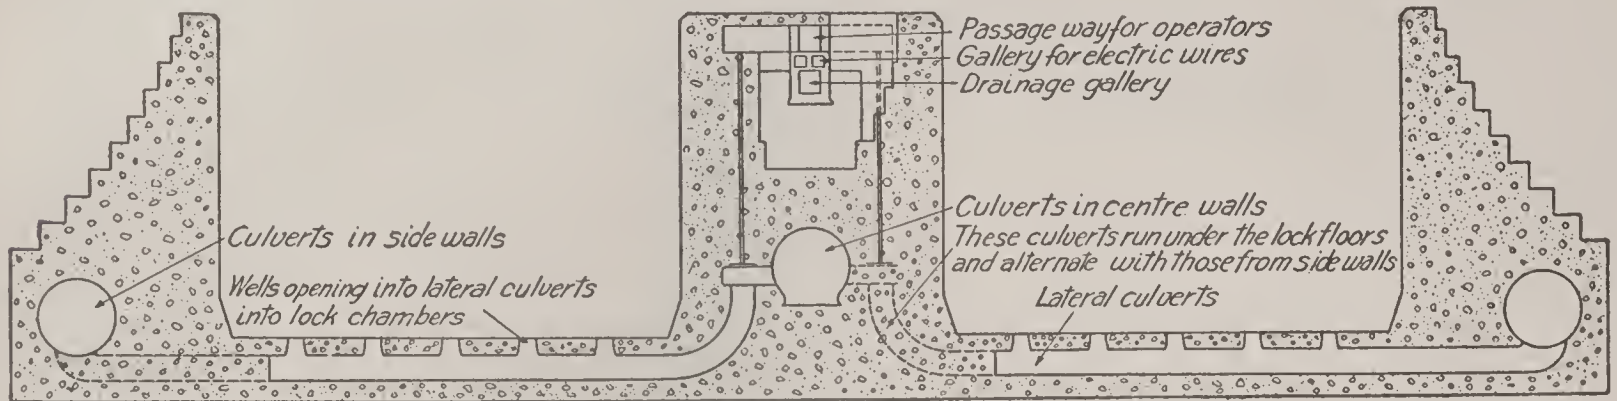 Passage way for operators
Gallery for electric wires
Drainage gallery
Culverts in side walls
Culverts in centre walls
These culverts run under the lock floors
and alternate with those from side walls
Wells opening into lateral culverts
into lock chambers
Lateral culverts